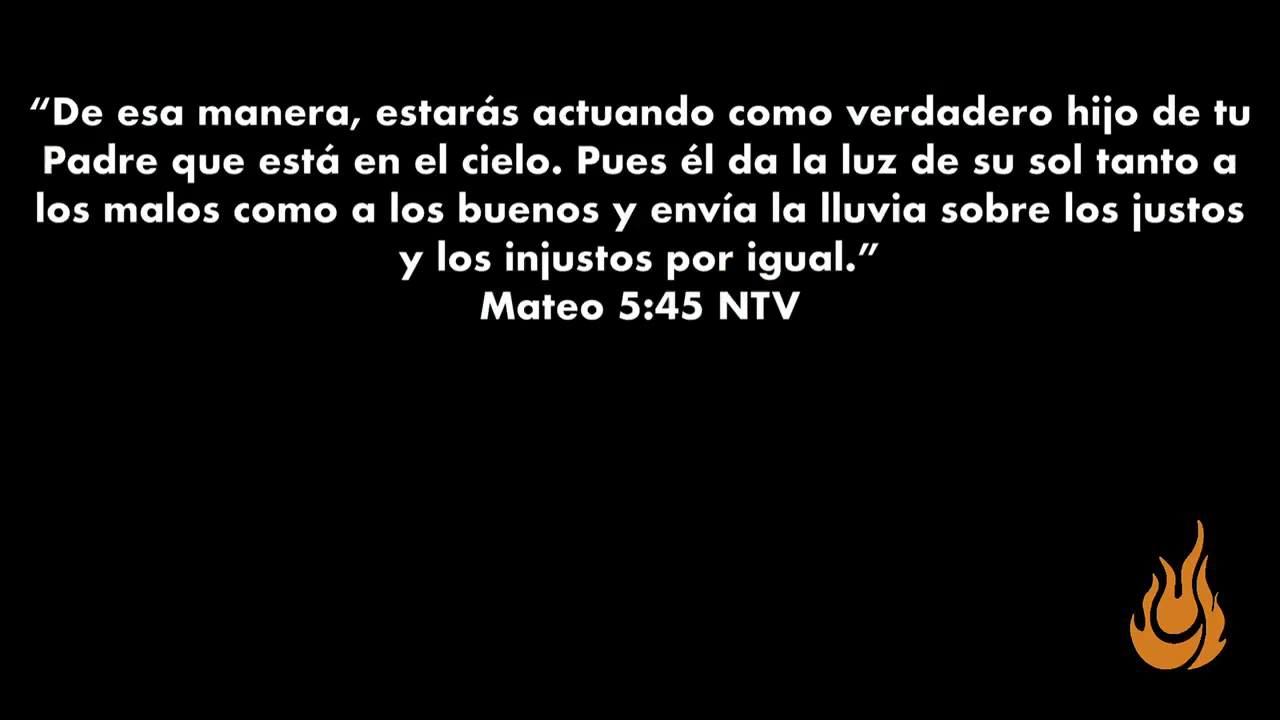 “De esa manera, estarás actuando como verdadero hijo de tu
Padre que está en el cielo. Pues él da la luz de su sol tanto a
los malos como a los buenos y envía la lluvia sobre los justos
y los injustos por igual.”
Mateo 5:45 NTV